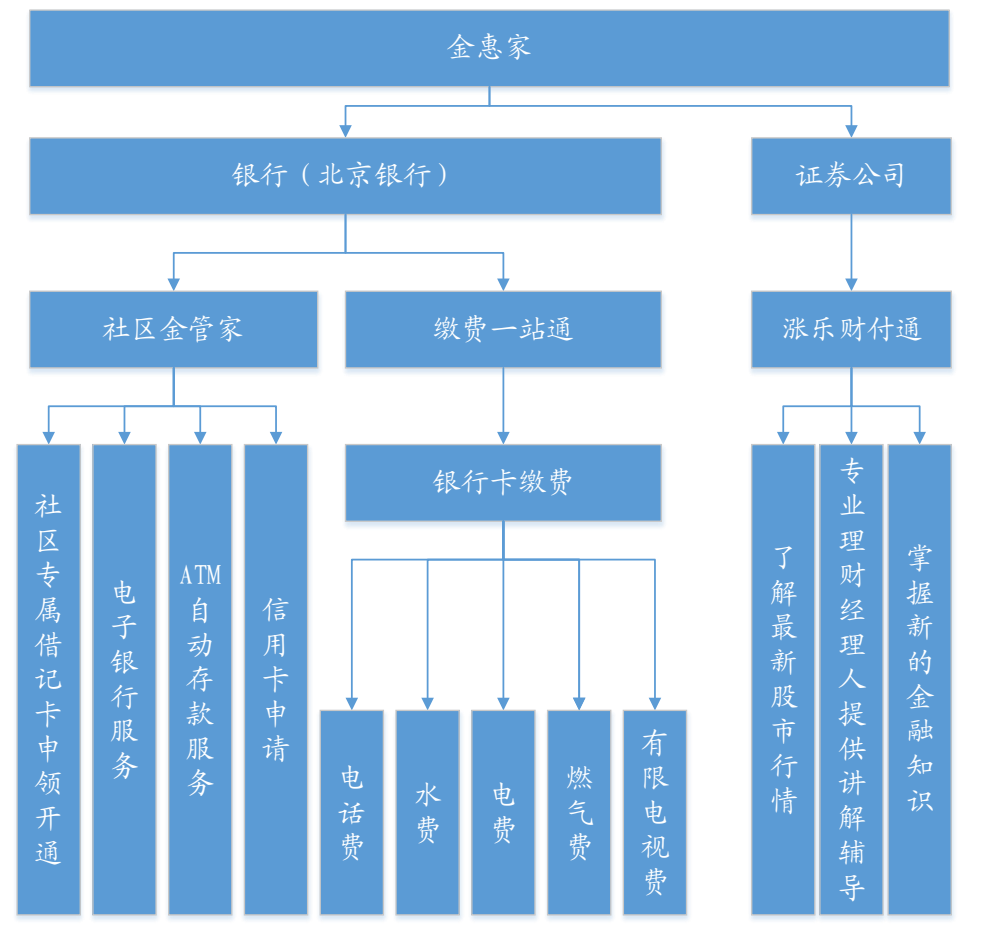 金惠家
银行（北京银行）
证券公司
社区金管家
缴费一站通
涨乐财付通
社区专属借记卡申领开通
电子银行服务
ATM自动存款服务
信用卡申请
银行卡缴费
电话费
水费
电费
燃气费
有限电视费
了解最新股市行情
专业理财经理人提供讲解辅导
掌握新的金融知识